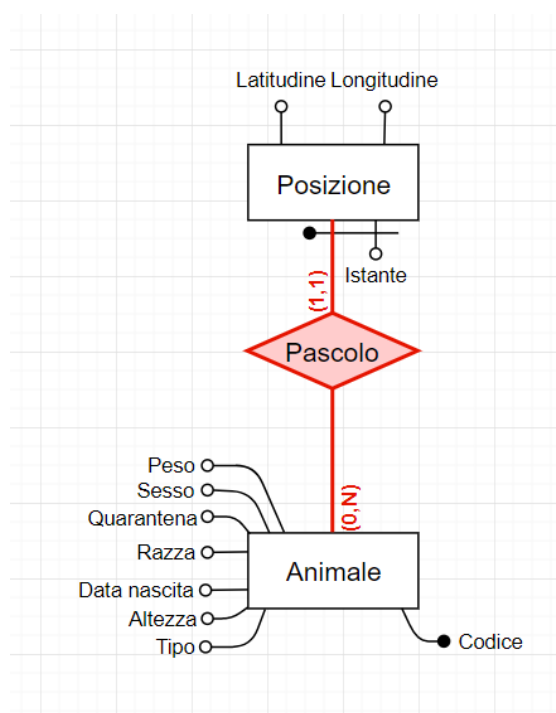 Latitudine Longitudine
Posizione
Istante
(1,1)
Pascolo
(0,N)
Peso
Sesso
Quarantena
Razza
Animale
Data nascita
Altezza
Tipo
Codice